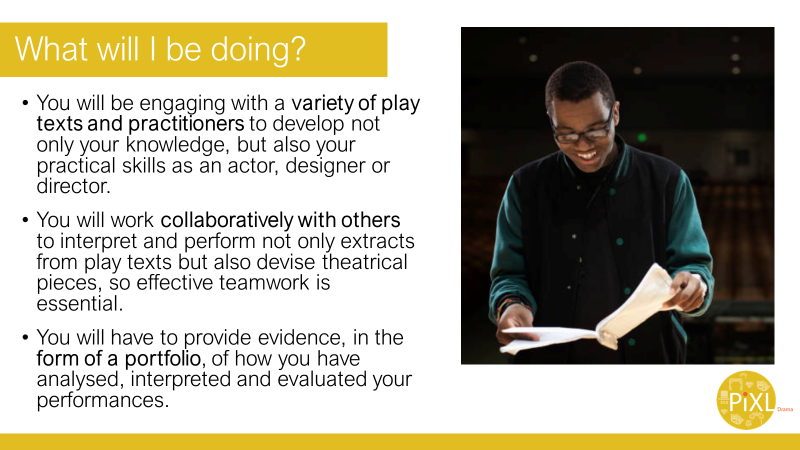 What will I be doing?
• You will be engaging with a variety of play
texts and practitioners to develop not
only your knowledge, but also your
practical skills as an actor, designer or
director.
• You will work collaboratively with others
to interpret and perform not only extracts
from play texts but also devise theatrical
pieces, so effective teamwork is
essential.
• You will have to provide evidence, in the
form of a portfolio, of how you have
analysed, interpreted and evaluated your
performances.
PiXL
Drama